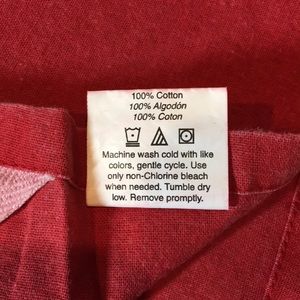 100% Cotton
100% Algodón
100% Coton
Machine wash cold with like
colors, gentle cycle. Use
only non-Chlorine bleach
when needed. Tumble dry
low. Remove promptly.